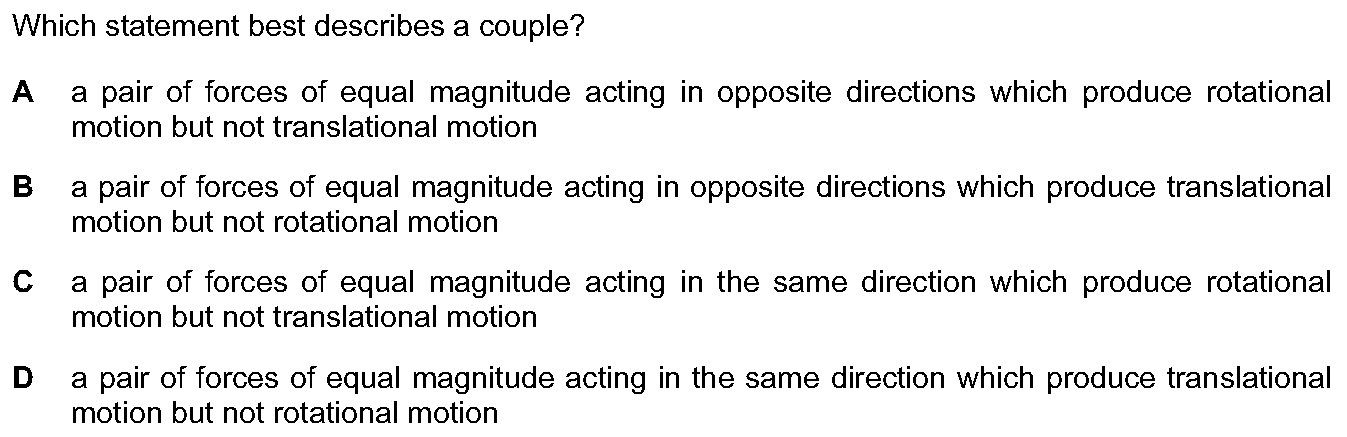 Which statement best describes a couple?
A a pair of forces of equal magnitude acting in opposite directions which produce rotational
motion but not translational motion
B a pair of forces of equal magnitude acting in opposite directions which produce translational
motion but not rotational motion
C a pair of forces of equal magnitude acting in the same direction which produce rotational
motion but not translational motion
D a pair of forces of equal magnitude acting in the same direction which produce translational
motion but not rotational motion